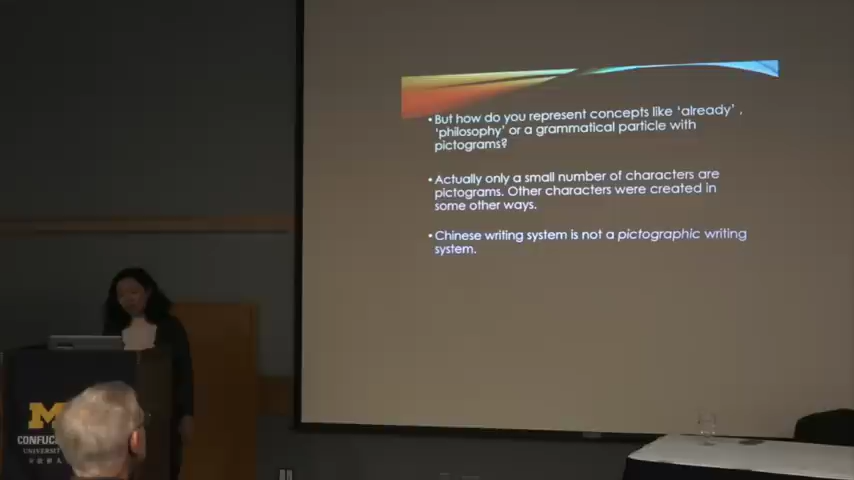 • But how do you represent concepts like 'already' ,
'philosophy' or a grammatical particle with
pictograms?
• Actually only a small number of characters are
pictograms. Other characters were created in
some other ways.
• Chinese writing system is not a pictographic writing
system.
M
CONFUC
UNIVERSITY